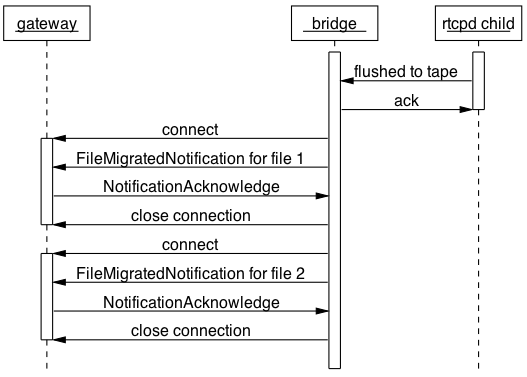 gateway
bridge
rtcpd child
flushed to tape
ack
connect
FileMigratedNotification for file 1
NotificationAcknowledge
close connection
connect
FileMigratedNotification for file 2
NotificationAcknowledge
close connection